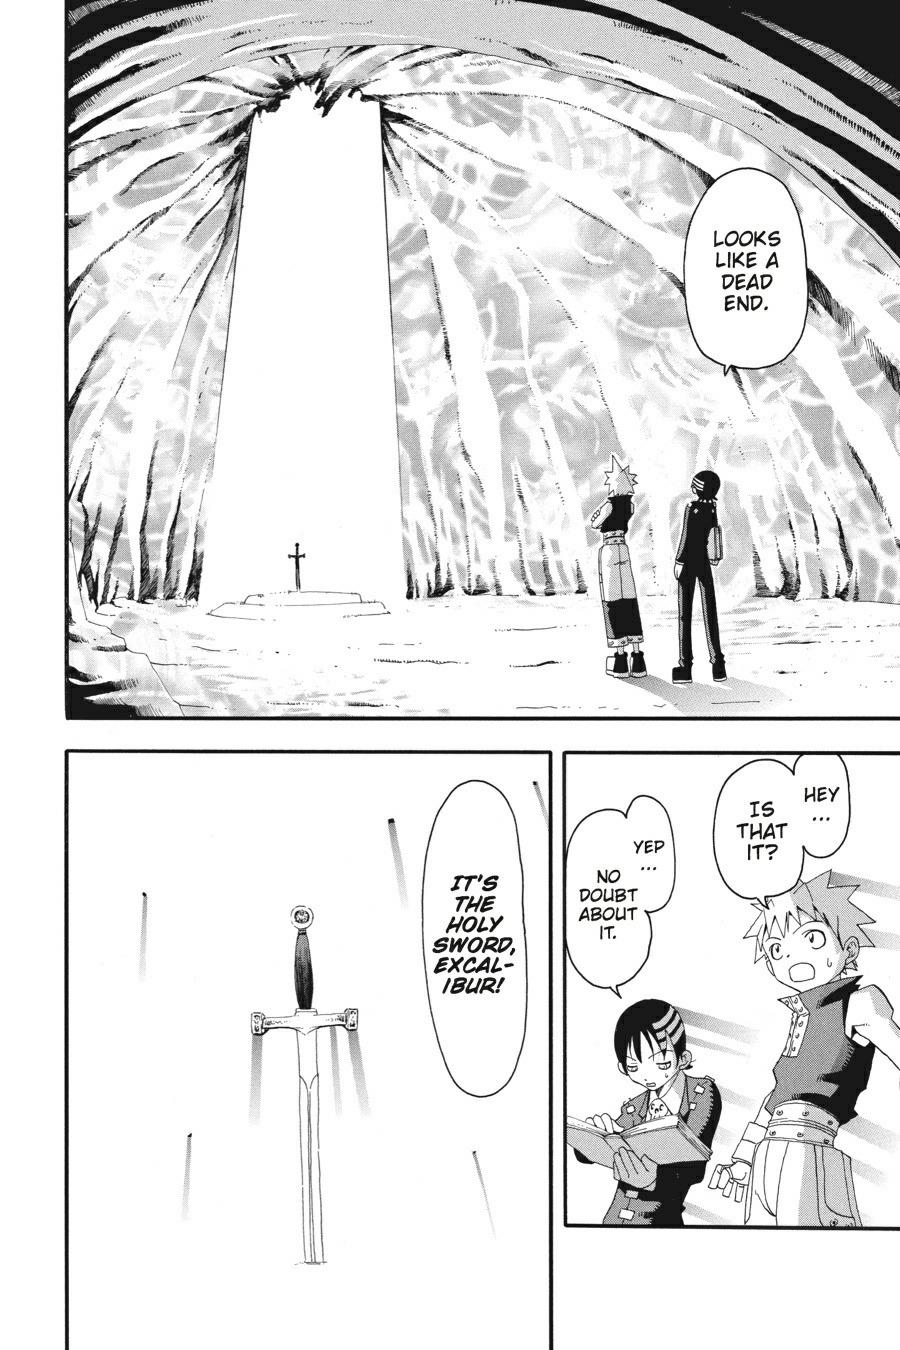 LOOKS
LIKE A
DEAD
END.
HEY
...
IS
THAT
IT?
YEP
...
NO
DOUBT
ABOUT
IT.
IT'S
THE
HOLY
SWORD,
EXCAL-
IBUR!